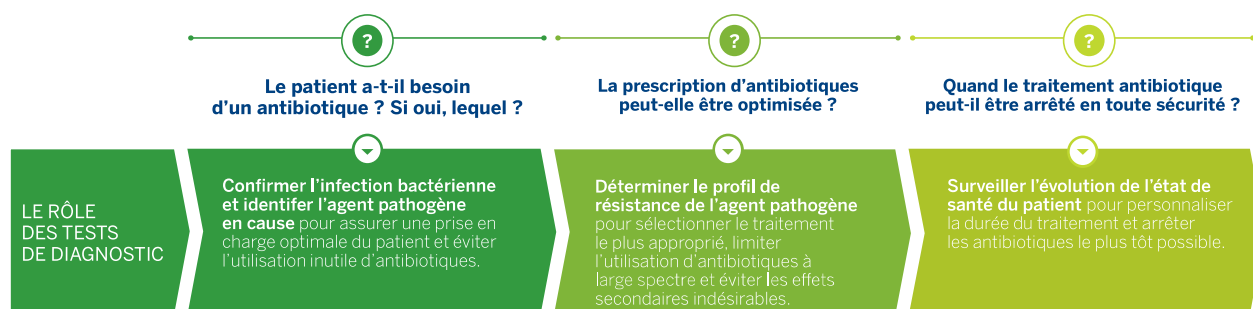 ?
Le patient a-t-il besoin
d'un antibiotique ? Si oui, lequel ?
?
La prescription d'antibiotiques
peut-elle être optimisée ?
?
Quand le traitement antibiotique
peut-il être arrêté en toute sécurité ?
LE RÔLE
DES TESTS
DE DIAGNOSTIC
Confirmer l'infection bactérienne
et identifer l'agent pathogène
en cause pour assurer une prise en
charge optimale du patient et éviter
l'utilisation inutile d'antibiotiques.
Déterminer le profil de
résistance de l'agent pathogène
pour sélectionner le traitement
le plus approprié, limiter
l'utilisation d'antibiotiques à
large spectre et éviter les effets
secondaires indésirables.
Surveiller l'évolution de l'état de
santé du patient pour personnaliser
la durée du traitement et arrêter
les antibiotiques le plus tôt possible.